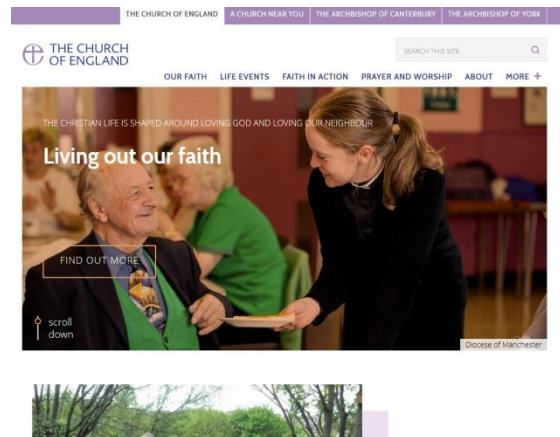 THE CHURCH OF ENGLAND A CHURCH NEAR YOU THE ARCHBISHOP OF CANTERBURY THE ARCHBISHOP OF YORK
THE CHURCH
OF ENGLAND
SEARCH THIS SITE
OUR FAITH LIFE EVENTS FAITH IN ACTION PRAYER AND WORSHIP ABOUT MORE +
THE CHRISTIAN LIFE IS SHAPED AROUND LOVING GOD AND LOVING OUR NEIGHBOUR
Living out our faith
FIND OUT MORE
scroll
down
Diocese of Manchester